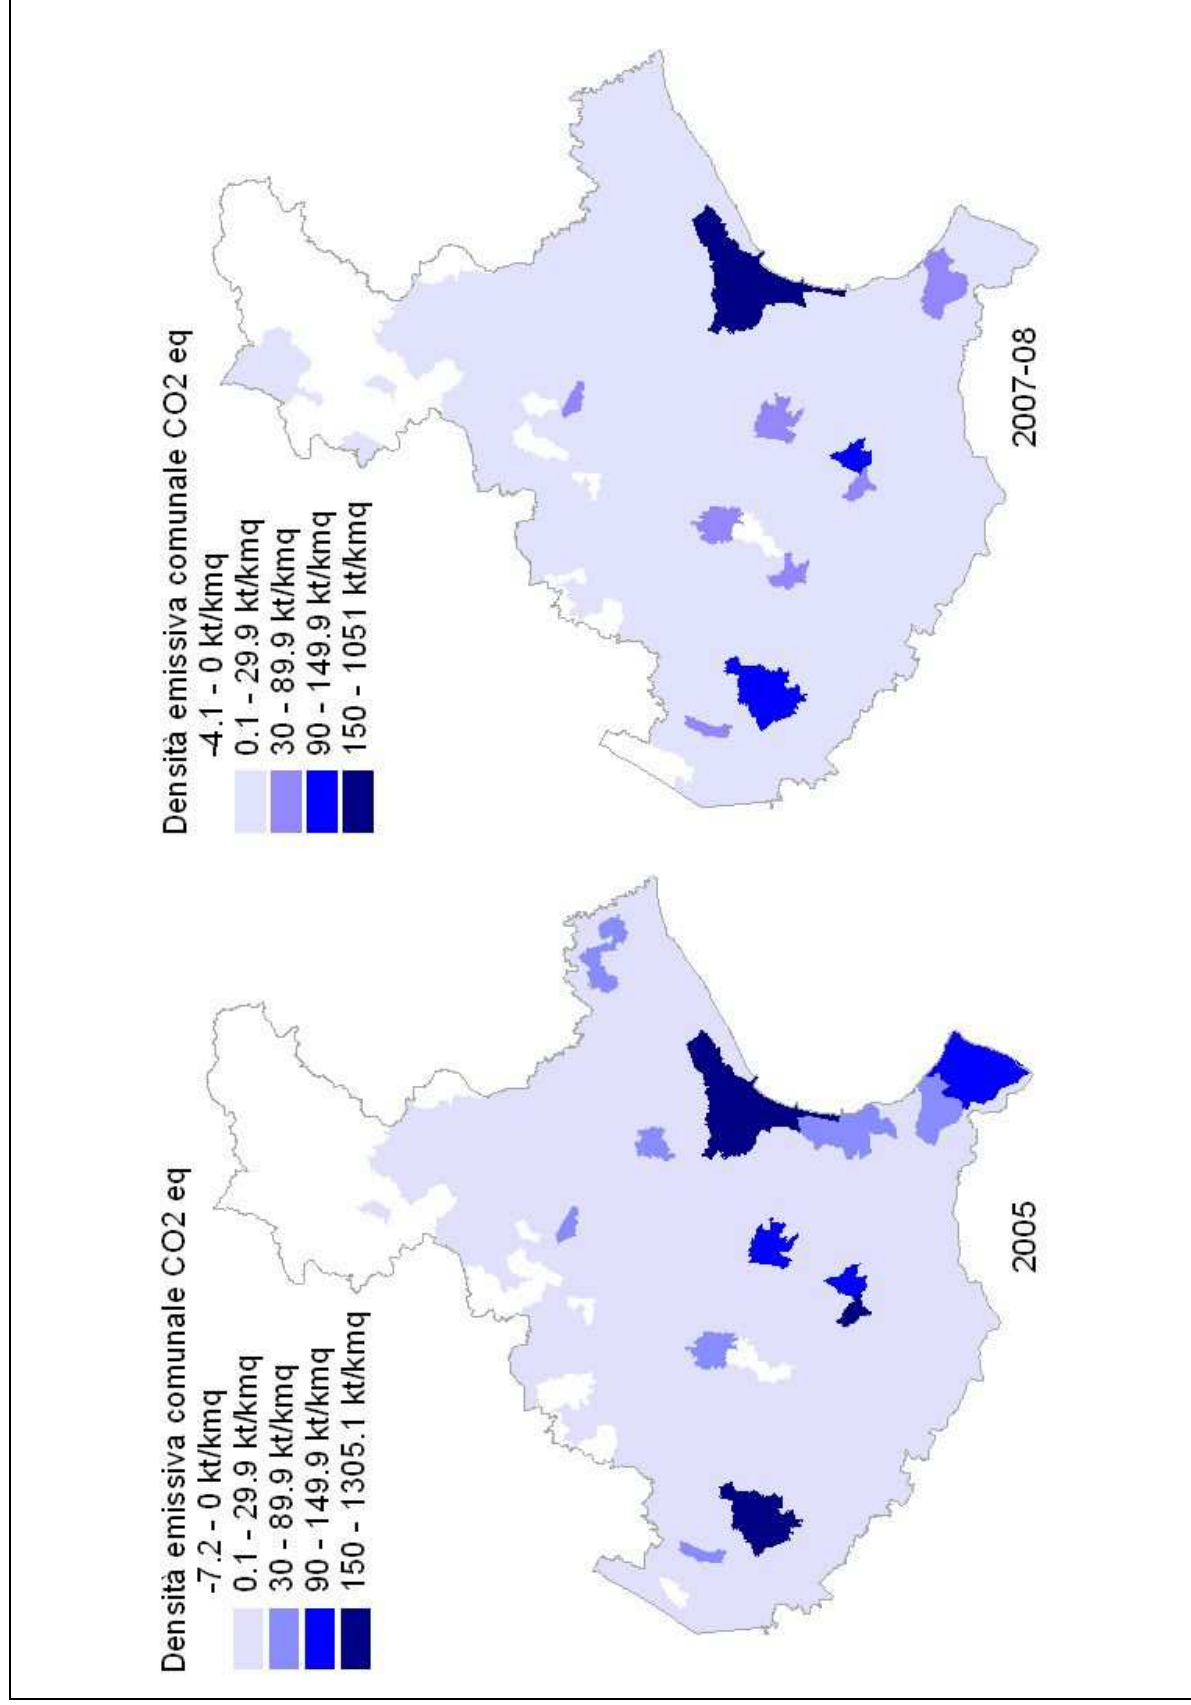 Densità emissiva comunale CO2 eq
-7.2 - 0 kt/kmq
0.1 - 29.9 kt/kmq
30 - 89.9 kt/kmq
90 - 149.9 kt/kmq
150 - 1305.1 kt/kmq
2005
Densità emissiva comunale CO2 eq
-4.1 - 0 kt/kmq
0.1 - 29.9 kt/kmq
30 - 89.9 kt/kmq
90 - 149.9 kt/kmq
150 - 1051 kt/kmq
2007-08